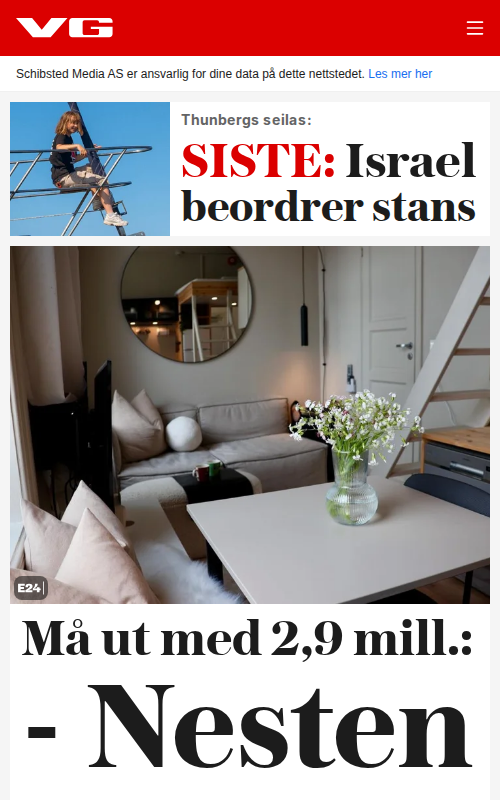 VG
Schibsted Media AS er ansvarlig for dine data på dette nettstedet. Les mer her
Thunbergs seilas:
SISTE: Israel
beordrer stans
E24
Må ut med 2,9 mill.:
- Nesten